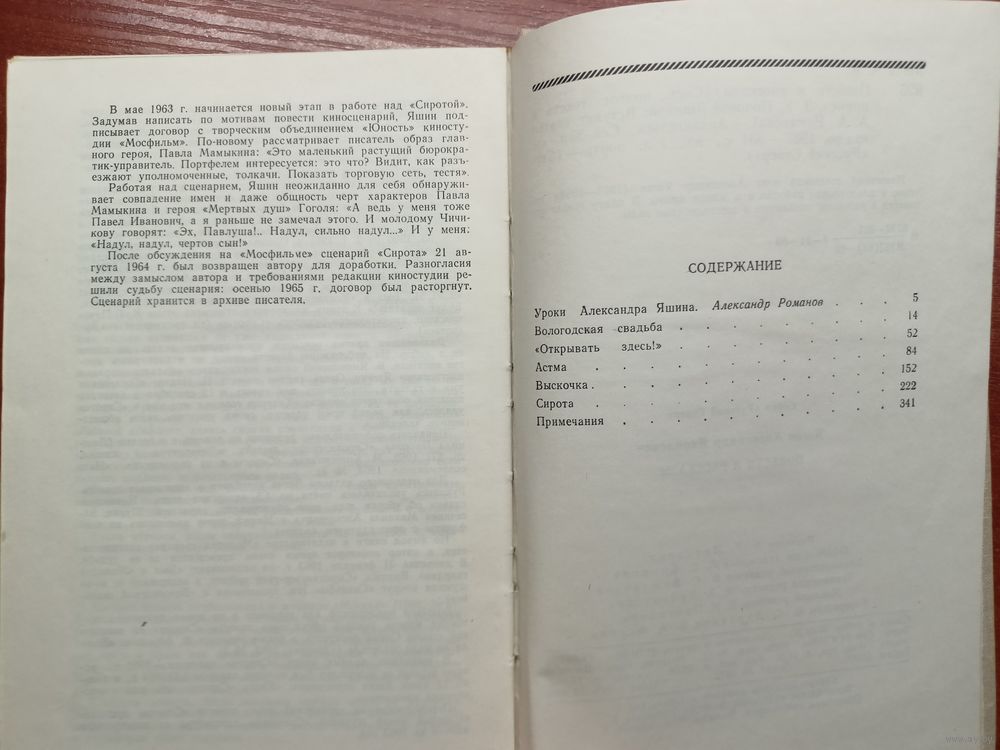 В мае 1963 г. начинается новый этап в работе над «Сиротой».
Задумав написать по мотивам повести киносценарий, Яшин под-
писывает договор с творческим объединением «Юность» киносту-
дии «Мосфильм». По-новому рассматривает писатель образ глав-
ного героя, Павла Мамыкина: «Это маленький растущий бюрокра-
тик-управитель. Портфелем интересуется: это что? Видит, как разъ-
езжают уполномоченные, толкачи. Показать торговую сеть, тестя».
Работая над сценарием, Яшин неожиданно для себя обнаружи-
вает совпадение имен и даже общность черт характеров Павла
Мамыкина и героя «Мертвых душ» Гоголя: «А ведь у меня тоже
Павел Иванович, а я раньше не замечал этого. И молодому Чичи-
кову говорят: «Эх, Павлуша!.. Надул, сильно надул...» И у меня:
«Надул, надул, чертов сын!»
После обсуждения на «Мосфильме» сценарий «Сирота» 21 ав-
густа 1964 г. был возвращен автору для доработки. Разногласия
между замыслом автора и требованиями редакции киностудии ре-
шили судьбу сценария: осенью 1965 г. договор был расторгнут.
Сценарий хранится в архиве писателя.
СОДЕРЖАНИЕ
Уроки Александра Яшина. Александр Романов . . . 5
Вологодская свадьба . . . . . . . . 14
«Открывать здесь!» . . . . . . . . 52
Астма . . . . . . . . . . 84
Выскочка . . . . . . . . . . 152
Сирота . . . . . . . . . . 222
Примечания . . . . . . . . . 341